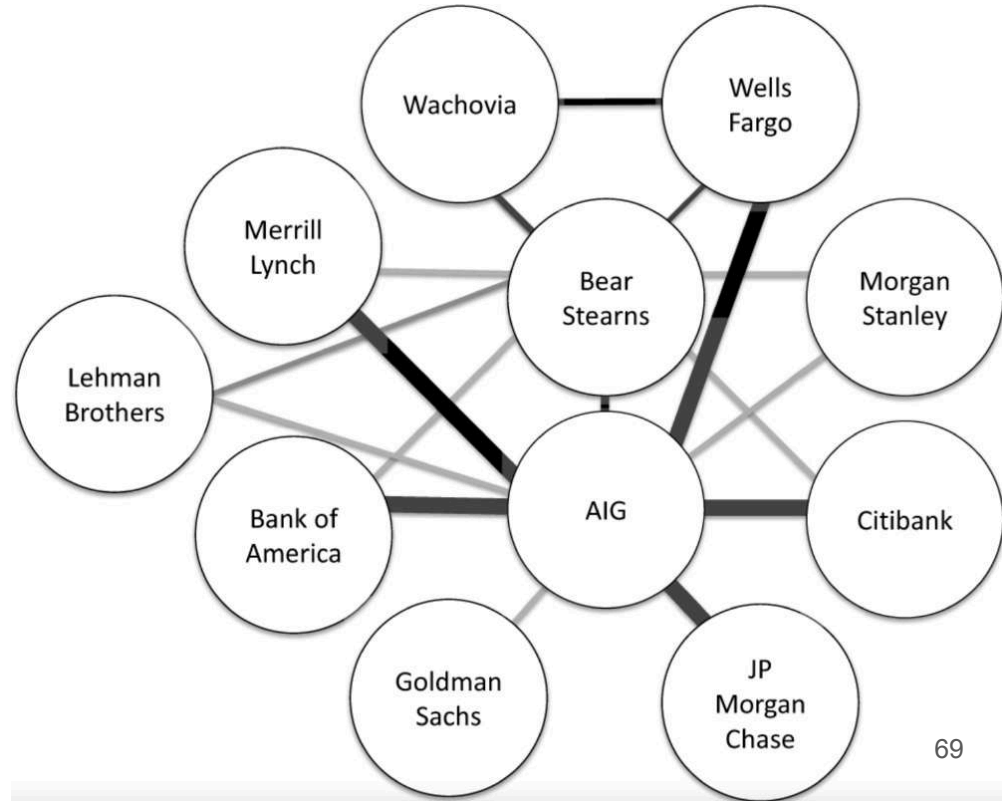 Wachovia
Wells
Fargo
Merrill
Lynch
Bear
Stearns
Morgan
Stanley
Lehman
Brothers
Bank of
America
AIG
Citibank
Goldman
Sachs
JP
Morgan
Chase
69